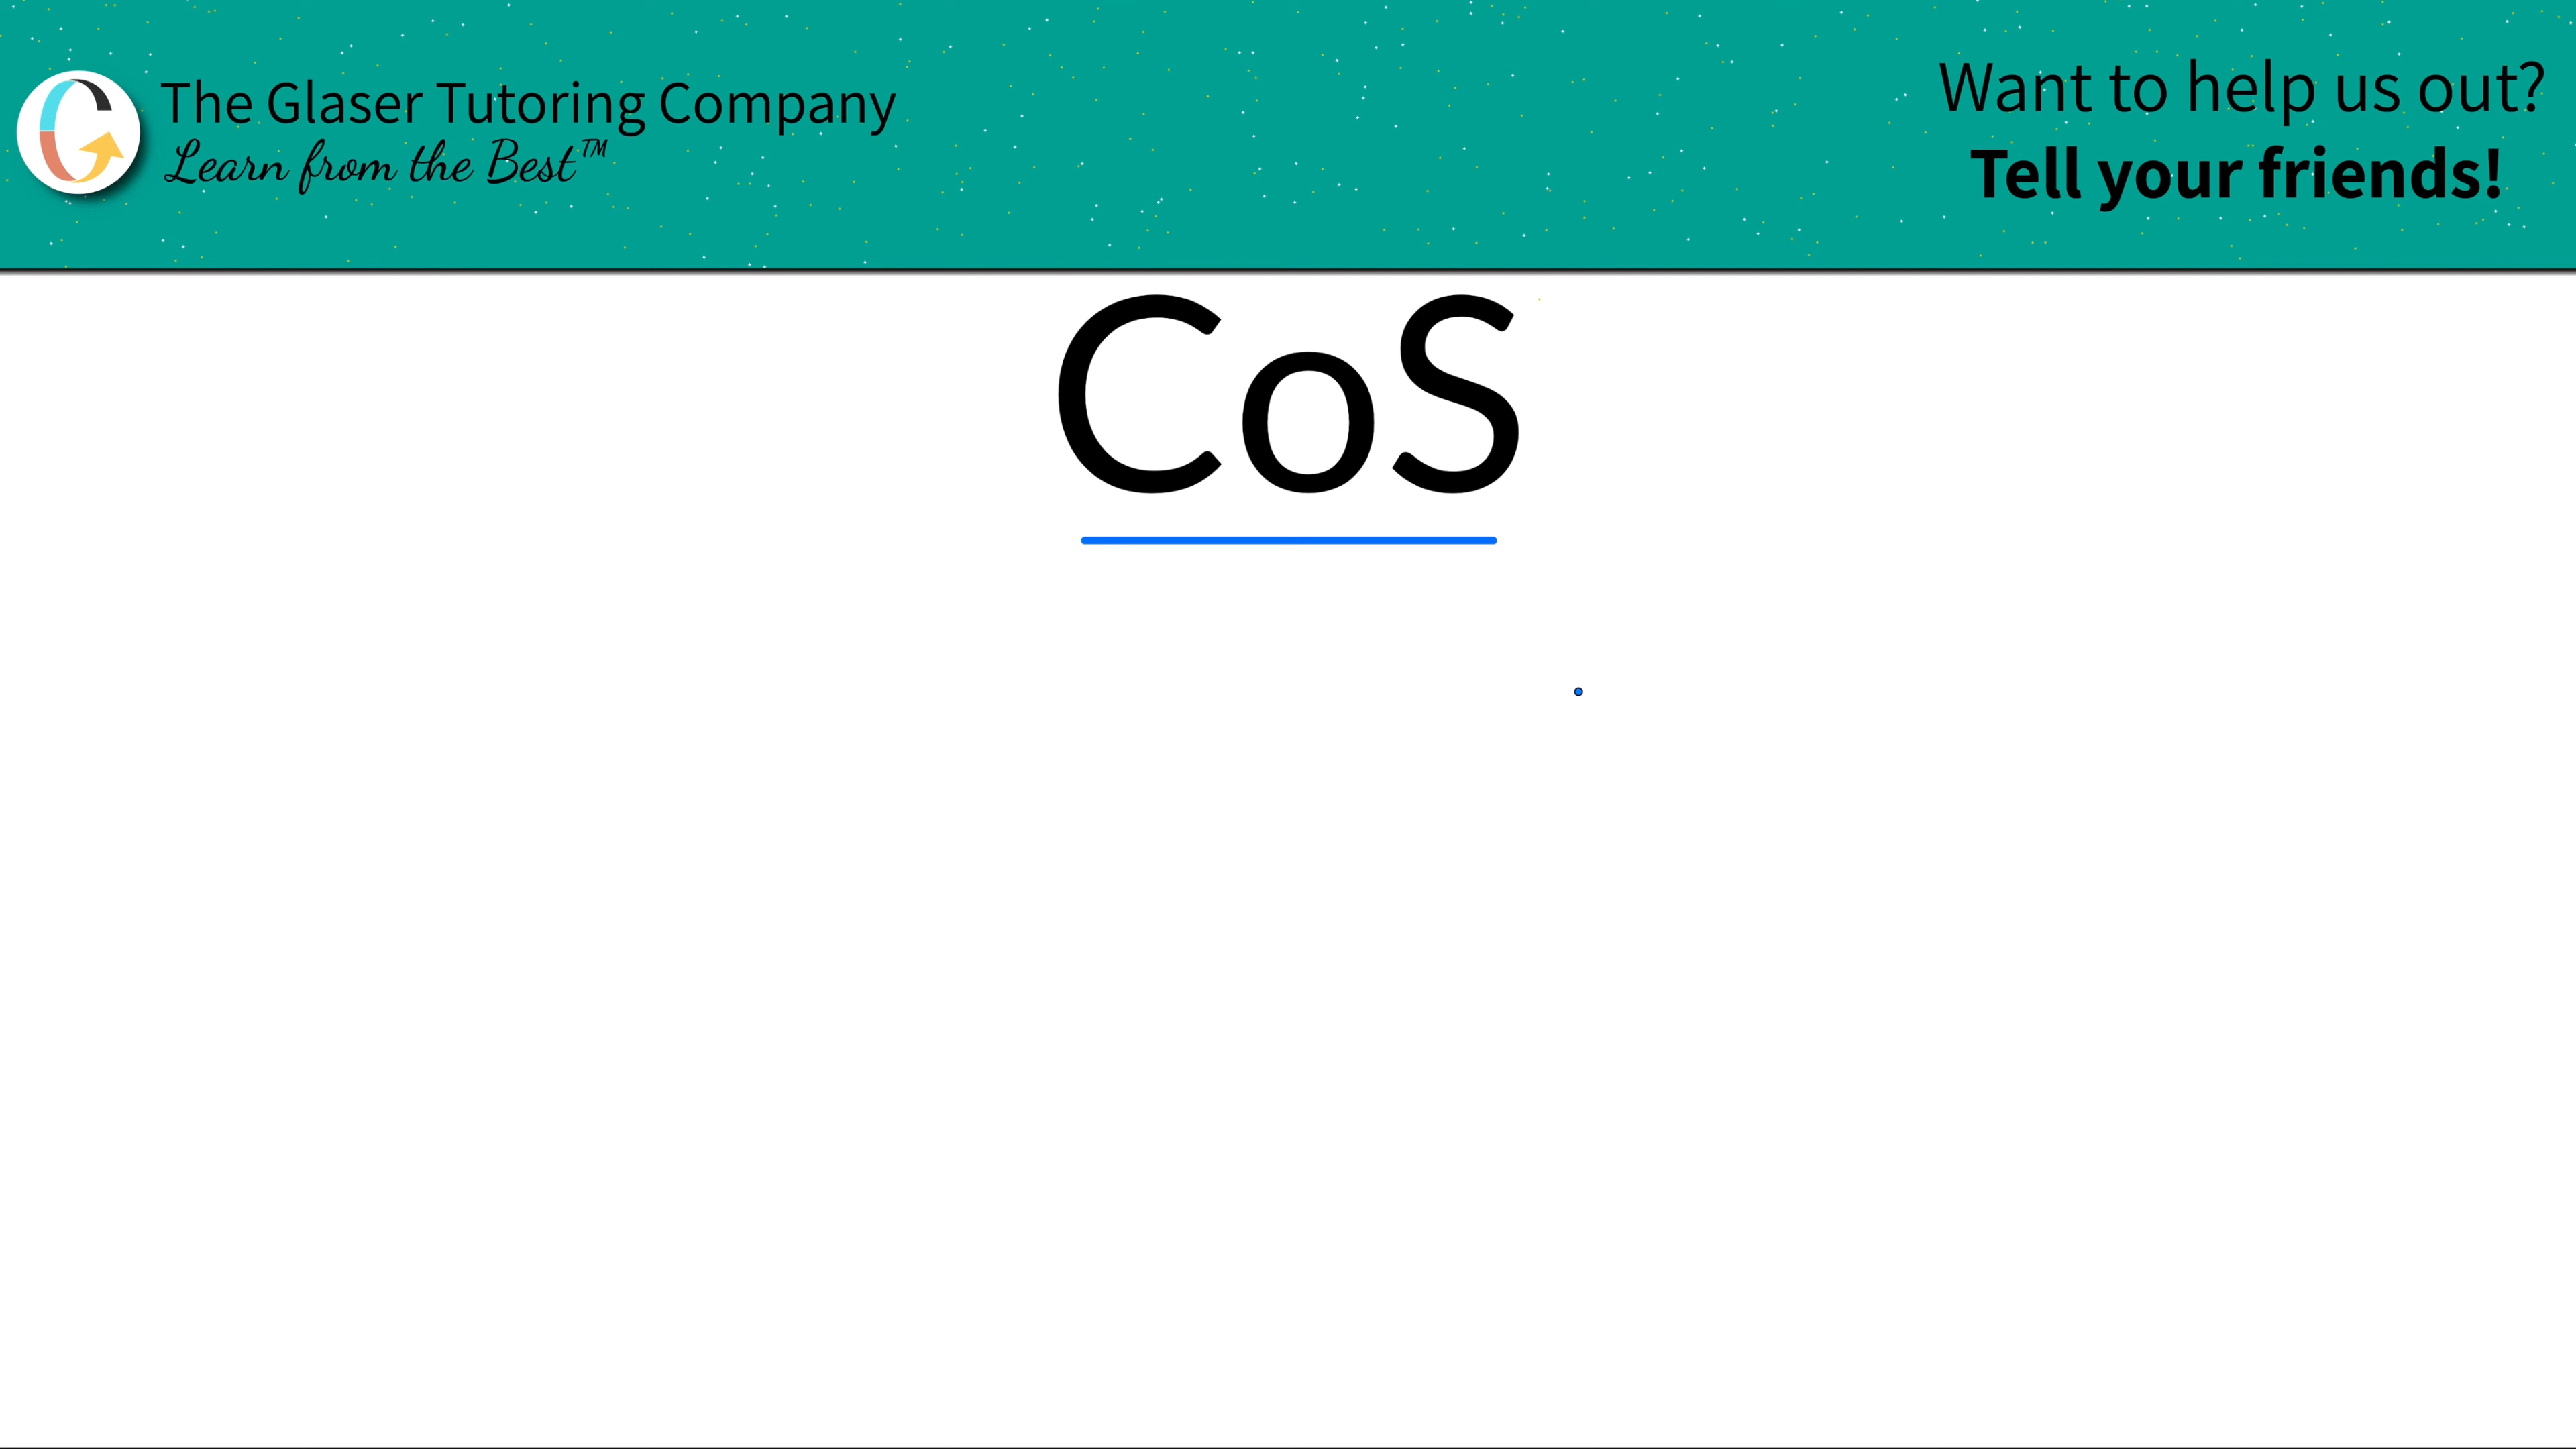 The Glaser Tutoring Company
Learn from the Best™
Want to help us out?
Tell your friends!
CoS